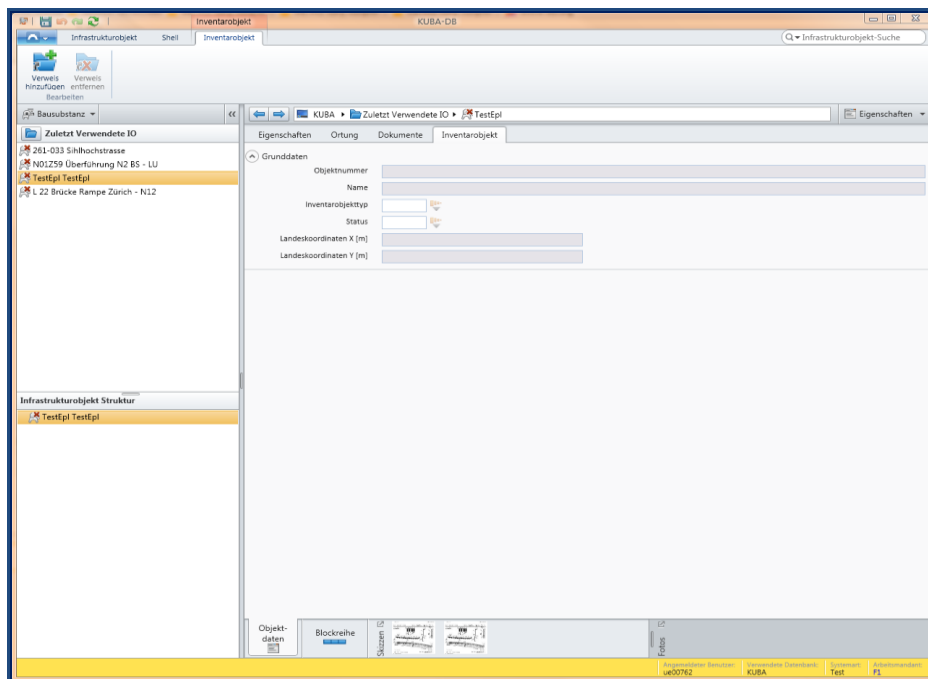 Inventarobjekt
KUBA-DB
Infrastrukturobjekt Shell Inventarobjekt
Infrastrukturobjekt-Suche
Verweis hinzufügen
Verweis entfernen
Bearbeiten
Bausubstanz
KUBA Zuletzt Verwendete IO TestEpl
Eigenschaften
Zuletzt Verwendete IO
261-033 Sihlhochstrasse
N01Z59 Überführung N2 BS - LU
TestEpl TestEpl
L 22 Brücke Rampe Zürich - N12
Eigenschaften Ortung Dokumente Inventarobjekt
Grunddaten
Objektnummer
Name
Inventarobjekttyp
Status
Landeskoordinaten X [m]
Landeskoordinaten Y [m]
Infrastrukturobjekt Struktur
TestEpl TestEpl
Objekt-
daten
Blockreihe
Skizzen
Fotos
Angemeldeter Benutzer: Verwendete Datenbank: Systemart: Arbeitsmandant:
ue00762 KUBA Test F1